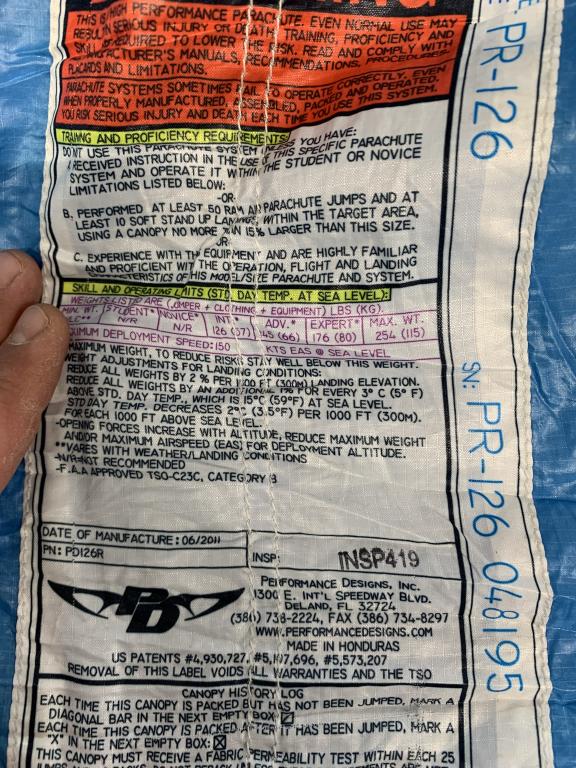 THIS IS HIGH PERFORMANCE PARACHUTE. EVEN NORMAL USE MAY
RESULT IN SERIOUS INJURY OR DEATH. TRAINING, PROFICIENCY AND
SKILL REQUIRED TO LOWER THE RISK. READ AND COMPLY WITH
MANUFACTURER'S MANUALS, RECOMMENDATIONS, PROCEDURES,
PLACARDS AND LIMITATIONS.
PARACHUTE SYSTEMS SOMETIMES FAIL TO OPERATE CORRECTLY, EVEN
WHEN PROPERLY MANUFACTURED, ASSEMBLED, PACKED AND OPERATED.
YOU RISK SERIOUS INJURY AND DEATH EACH TIME YOU USE THIS SYSTEM.
TRAINING AND PROFICIENCY REQUIREMENTS:
DO NOT USE THIS PARACHUTE SYSTEM UNLESS YOU HAVE:
RECEIVED INSTRUCTION IN THE USE OF THIS SPECIFIC PARACHUTE
SYSTEM AND OPERATE IT WITHIN THE STUDENT OR NOVICE
LIMITATIONS LISTED BELOW:
-OR-
B. PERFORMED AT LEAST 50 RAM AIR PARACHUTE JUMPS AND AT
LEAST 10 SOFT STAND UP LANDINGS, WITHIN THE TARGET AREA,
USING A CANOPY NO MORE THAN 15% LARGER THAN THIS SIZE.
-OR-
C. EXPERIENCE WITH THE EQUIPMENT AND ARE HIGHLY FAMILIAR
AND PROFICIENT WITH THE OPERATION, FLIGHT AND LANDING
CHARACTERISTICS OF HIS MODEL/SIZE PARACHUTE AND SYSTEM.
SKILL AND OPERATING LIMITS (STD. DAY TEMP. AT SEA LEVEL):
WEIGHTS LISTED ARE (JUMPER + CLOTHING + EQUIPMENT) LBS (KG).
MIN. WT. STUDENT* NOVICE* INT.* ADV.* EXPERT* MAX. WT.
N/R N/R 126 (57) 145 (66) 176 (80) 254 (115)
MAXIMUM DEPLOYMENT SPEED: 150 KTS EAS @ SEA LEVEL
MAXIMUM WEIGHT, TO REDUCE RISK STAY WELL BELOW THIS WEIGHT.
WEIGHT ADJUSTMENTS FOR LANDING CONDITIONS:
REDUCE ALL WEIGHTS BY 2 % PER 1000 FT (300M) LANDING ELEVATION.
REDUCE ALL WEIGHTS BY AN ADDITIONAL 1% FOR EVERY 3° C (5° F)
ABOVE STD. DAY TEMP., WHICH IS 15°C (59°F) AT SEA LEVEL.
STD DAY TEMP. DECREASES 2°C (3.5°F) PER 1000 FT (300M).
FOR EACH 1000 FT ABOVE SEA LEVEL.
-OPENING FORCES INCREASE WITH ALTITUDE, REDUCE MAXIMUM WEIGHT
AND/OR MAXIMUM AIRSPEED (EAS) FOR DEPLOYMENT ALTITUDE.
**VARES WITH WEATHER/LANDING CONDITIONS
-N/R=NOT RECOMMENDED
-F.A.A APPROVED TSO-C23C, CATEGORY B
DATE OF MANUFACTURE: 06/2011
PN: PD126R INSP: INSP419
PD
PERFORMANCE DESIGNS, INC.
1300 E. INT'L SPEEDWAY BLVD.
DELAND, FL 32724
(386) 738-2224, FAX (386) 734-8297
WWW.PERFORMANCEDESIGNS.COM
MADE IN HONDURAS
US PATENTS #4,930,727, #5,107,696, #5,573,207
REMOVAL OF THIS LABEL VOIDS ALL WARRANTIES AND THE TSO
CANOPY HISTORY LOG
EACH TIME THIS CANOPY IS PACKED BUT HAS NOT BEEN JUMPED, MARK A
DIAGONAL BAR IN THE NEXT EMPTY BOX
EACH TIME THIS CANOPY IS PACKED AFTER IT HAS BEEN JUMPED, MARK A
"X" IN THE NEXT EMPTY BOX:
THIS CANOPY MUST RECEIVE A FABRIC PERMEABILITY TEST WITHIN EACH 25
PR-126
SN: PR-126 048195